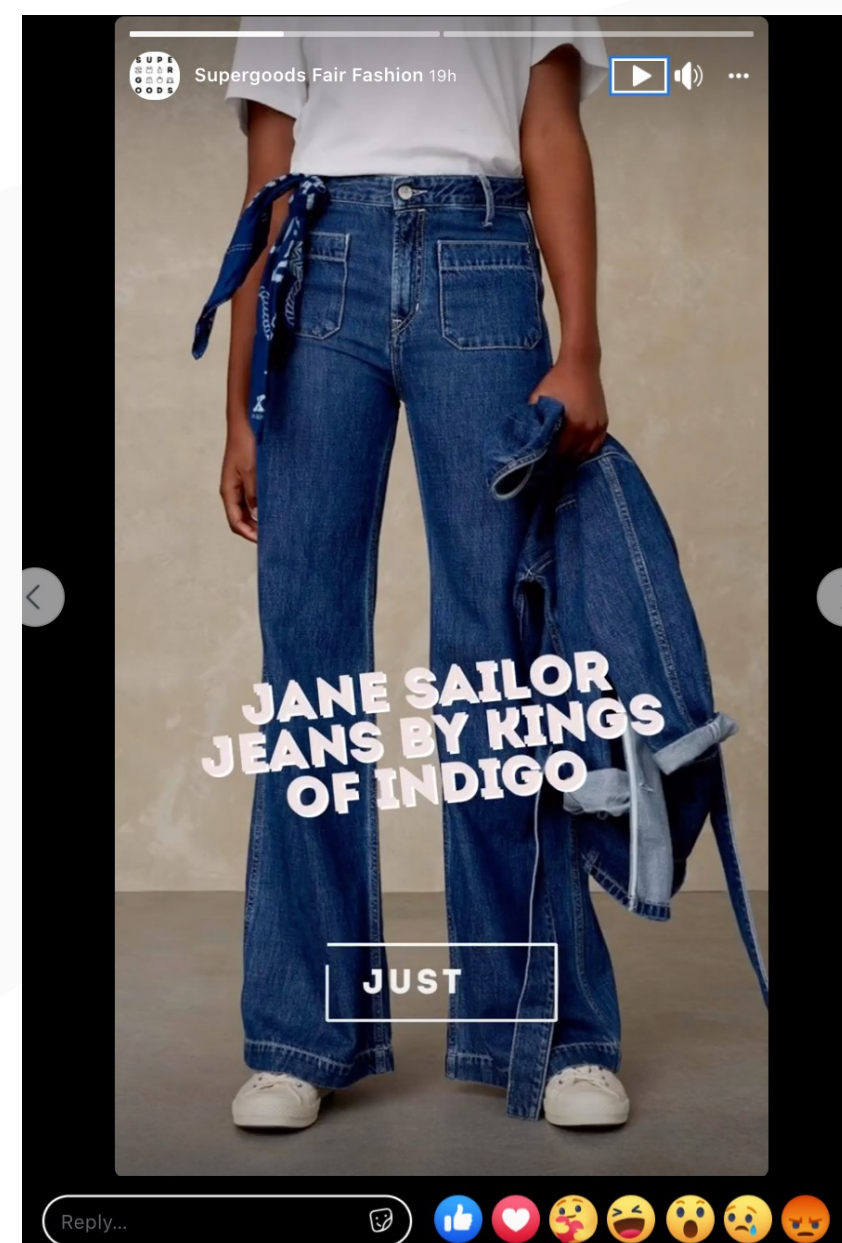 SUPE
R
G
OODS
Supergoods Fair Fashion 19h
JANE SAILOR
JEANS BY KINGS
OF INDIGO
JUST
Reply...